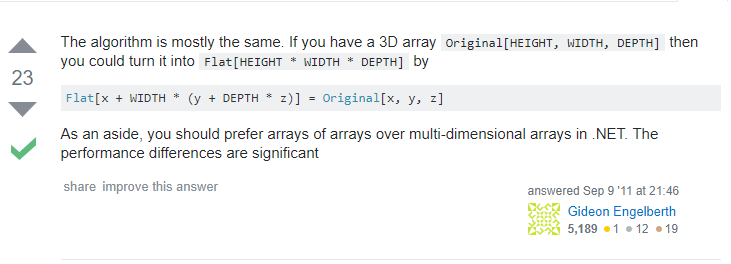 The algorithm is mostly the same. If you have a 3D array Original[HEIGHT, WIDTH, DEPTH] then
you could turn it into Flat[HEIGHT * WIDTH * DEPTH] by
23
Flat[x + WIDTH * (y + DEPTH * z)] = Original[x, y, z]
As an aside, you should prefer arrays of arrays over multi-dimensional arrays in .NET. The
performance differences are significant
share improve this answer
answered Sep 9 '11 at 21:46
Gideon Engelberth
5,189 ●1 ●12 ●19